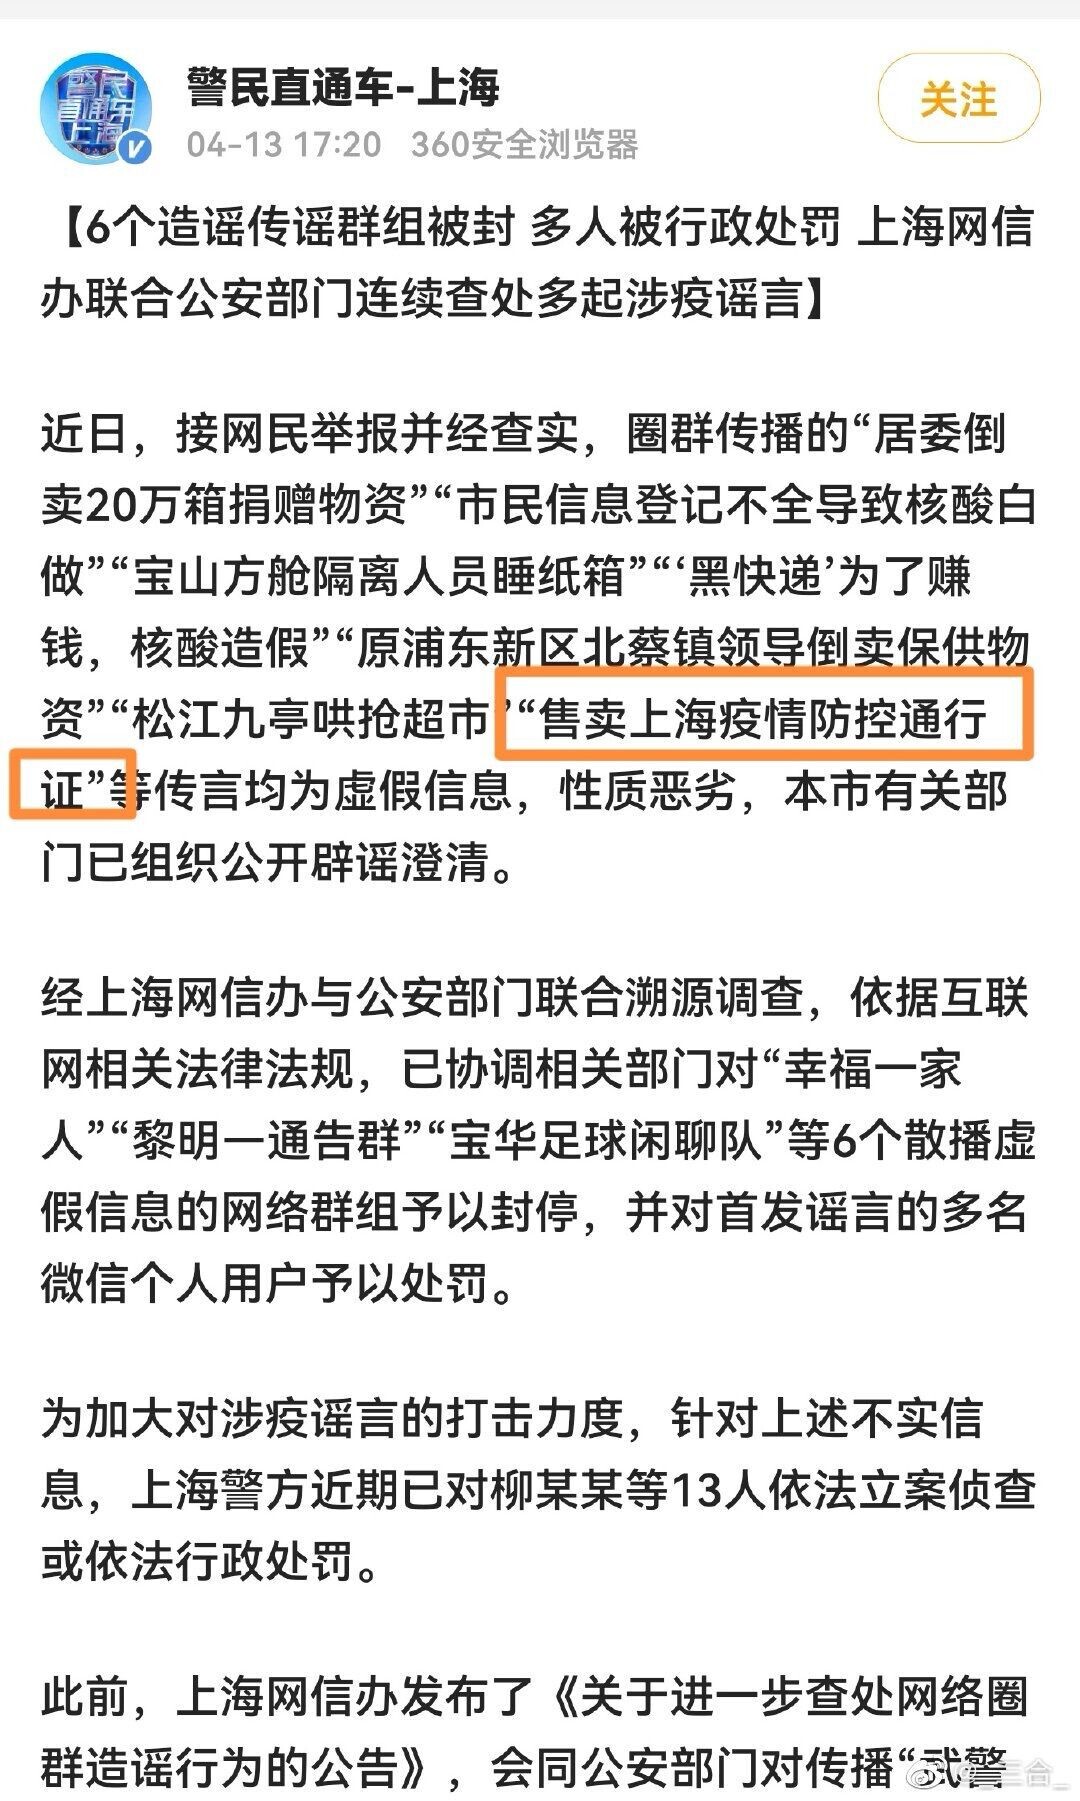 警民直通车-上海
关注
04-13 17:20 360安全浏览器
警民
直通车
上海
【6个造谣传谣群组被封 多人被行政处罚 上海网信
办联合公安部门连续查处多起涉疫谣言】
近日，接网民举报并经查实，圈群传播的“居委倒
卖20万箱捐赠物资”“市民信息登记不全导致核酸白
做”“宝山方舱隔离人员睡纸箱”“‘黑快递’为了赚
钱，核酸造假”“原浦东新区北蔡镇领导倒卖保供物
资”“松江九亭哄抢超市”“售卖上海疫情防控通行
证”等传言均为虚假信息，性质恶劣，本市有关部
门已组织公开辟谣澄清。
经上海网信办与公安部门联合溯源调查，依据互联
网相关法律法规，已协调相关部门对“幸福一家
人”“黎明一通告群”“宝华足球闲聊队”等6个散播虚
假信息的网络群组予以封停，并对首发谣言的多名
微信个人用户予以处罚。
为加大对涉疫谣言的打击力度，针对上述不实信
息，上海警方近期已对柳某某等13人依法立案侦查
或依法行政处罚。
此前，上海网信办发布了《关于进一步查处网络圈
群造谣行为的公告》，会同公安部门对传播“武警